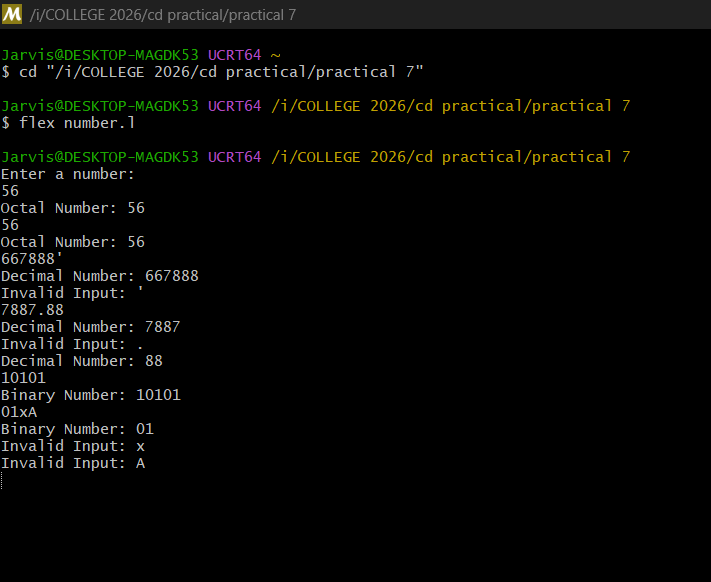 M /i/COLLEGE 2026/cd practical/practical 7
Jarvis@DESKTOP-MAGDK53 UCRT64 ~
$ cd "/i/COLLEGE 2026/cd practical/practical 7"
Jarvis@DESKTOP-MAGDK53 UCRT64 /i/COLLEGE 2026/cd practical/practical 7
$ flex number.l
Jarvis@DESKTOP-MAGDK53 UCRT64 /i/COLLEGE 2026/cd practical/practical 7
Enter a number:
56
Octal Number: 56
56
Octal Number: 56
667888'
Decimal Number: 667888
Invalid Input: '
7887.88
Decimal Number: 7887
Invalid Input: .
Decimal Number: 88
10101
Binary Number: 10101
01xA
Binary Number: 01
Invalid Input: x
Invalid Input: A